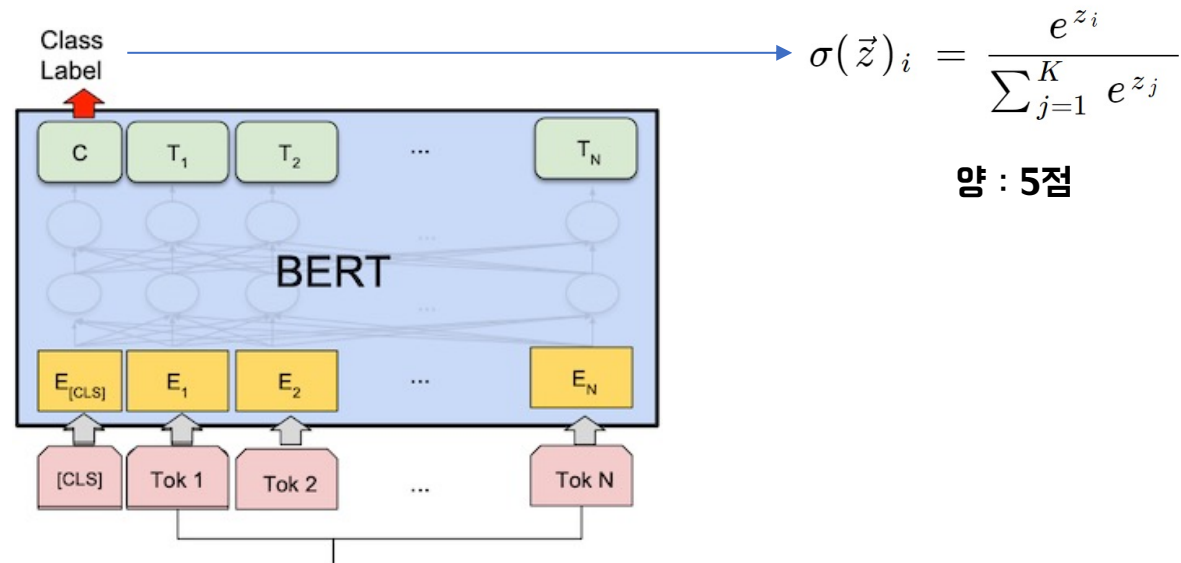 Class
Label
σ(z⃗)ᵢ = e^{zᵢ} / ∑_{j=1}^{K} e^{zⱼ}
C T₁ T₂ ... T_N
양 : 5점
...
BERT
...
E_[CLS] E₁ E₂ ... E_N
[CLS] Tok 1 Tok 2 ... Tok N